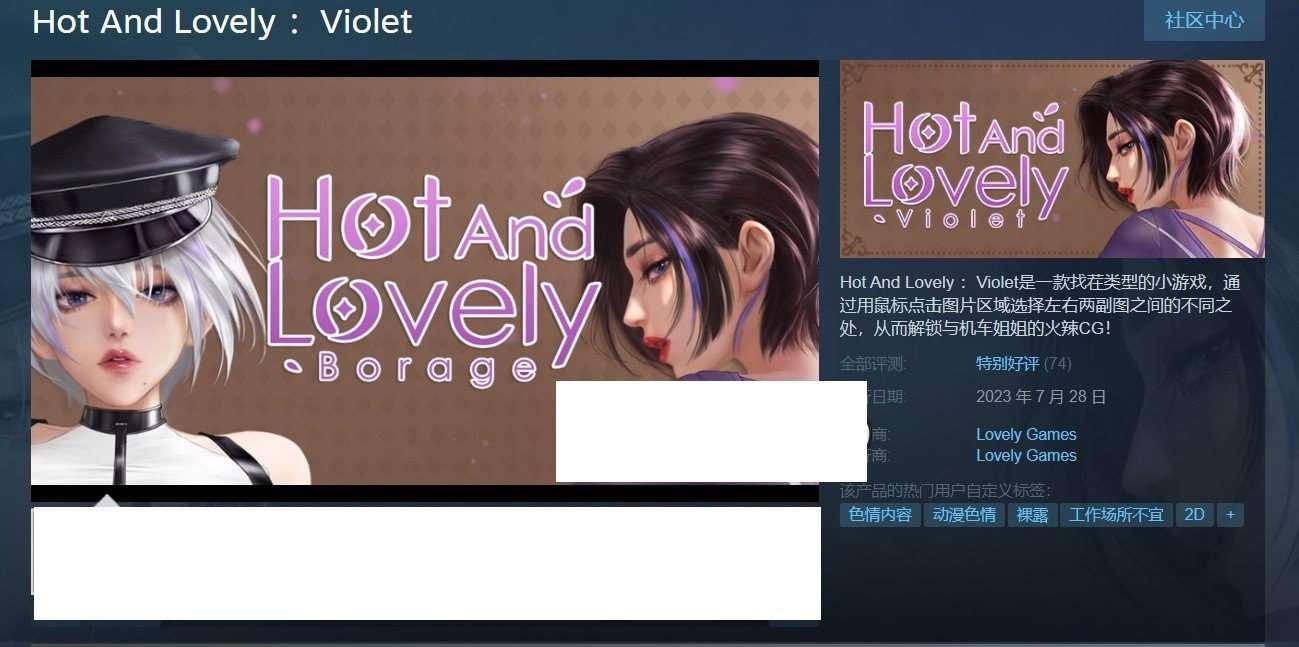 Hot And Lovely ：Violet
社区中心
Hot And
Lovely
Borage
Hot And
Lovely
Violet
Hot And Lovely ：Violet是一款找茬类型的小游戏，通
过用鼠标点击图片区域选择左右两副图之间的不同之
处，从而解锁与机车姐姐的火辣CG！
全部评测: 特别好评 (74)
日期: 2023 年 7 月 28 日
商: Lovely Games
商: Lovely Games
该产品的热门用户自定义标签:
色情内容 动漫色情 裸露 工作场所不宜 2D +